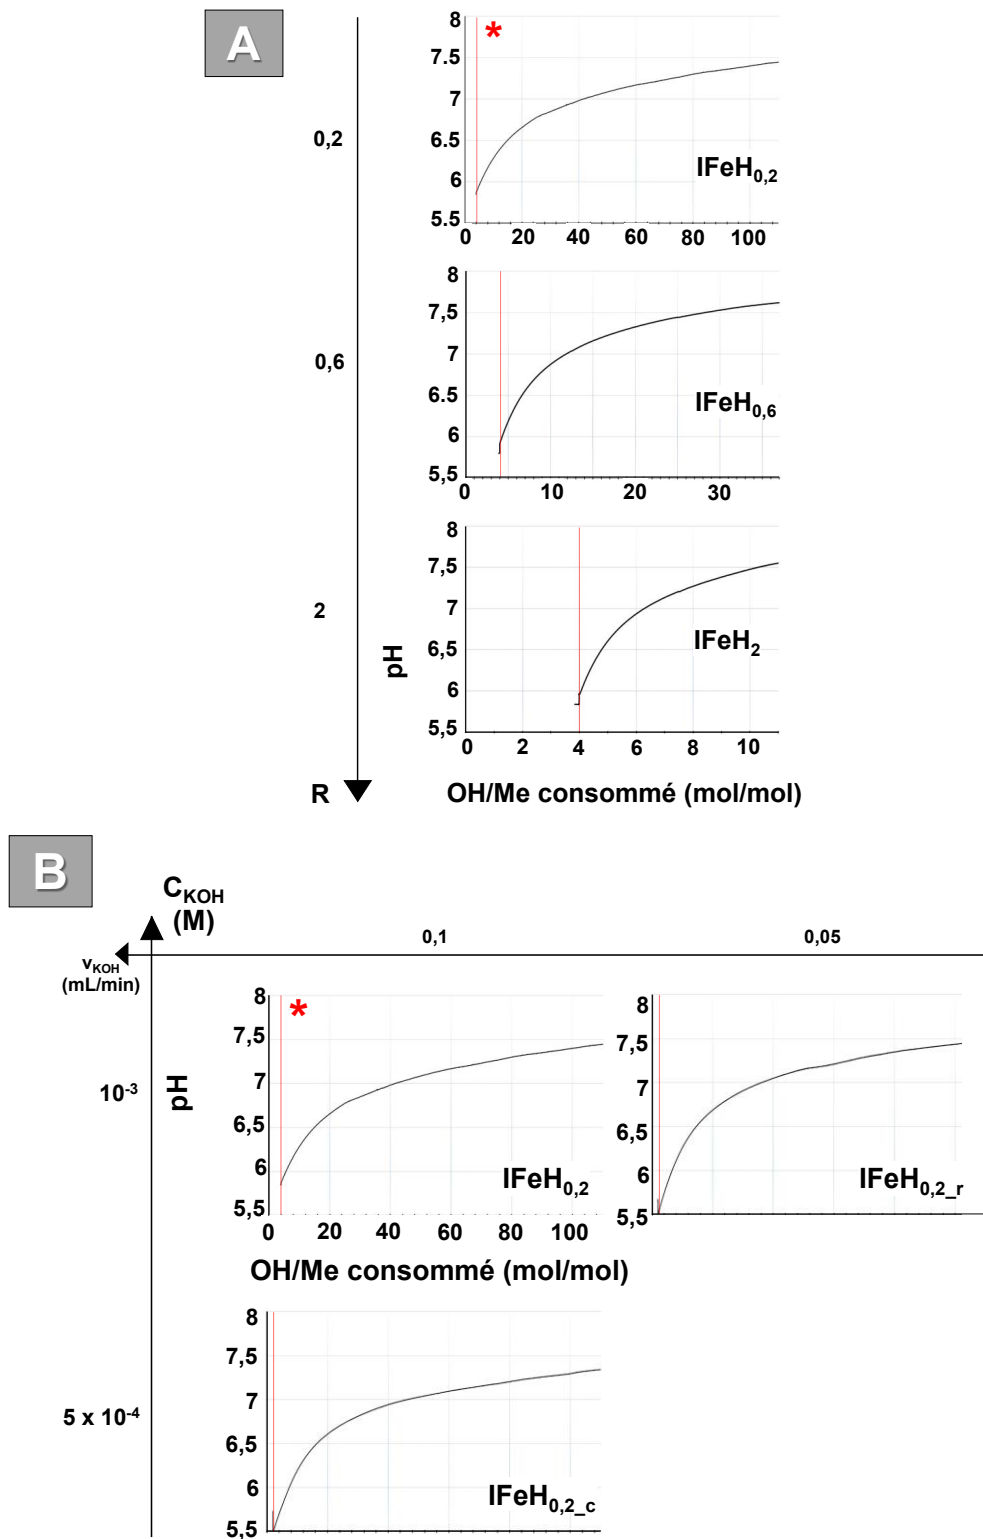 A
8
*
7.5
7
6.5
6
5.5
0 20 40 60 80 100
IFeH0,2
0,2
8
7,5
7
6.5
6
5,5
0 10 20 30
IFeH0,6
0,6
8
7,5
7
6,5
6
5,5
0 2 4 6 8 10
IFeH2
2
pH
R
OH/Me consommé (mol/mol)
B
CKOH
(M)
0,1
0,05
vKOH
(mL/min)
8
*
7,5
7
6,5
6
5,5
0 20 40 60 80 100
IFeH0,2
pH
10-3
8
7,5
7
6,5
6
5,5
IFeH0,2_r
OH/Me consommé (mol/mol)
8
7,5
7
6,5
6
5,5
IFeH0,2_c
5 x 10-4